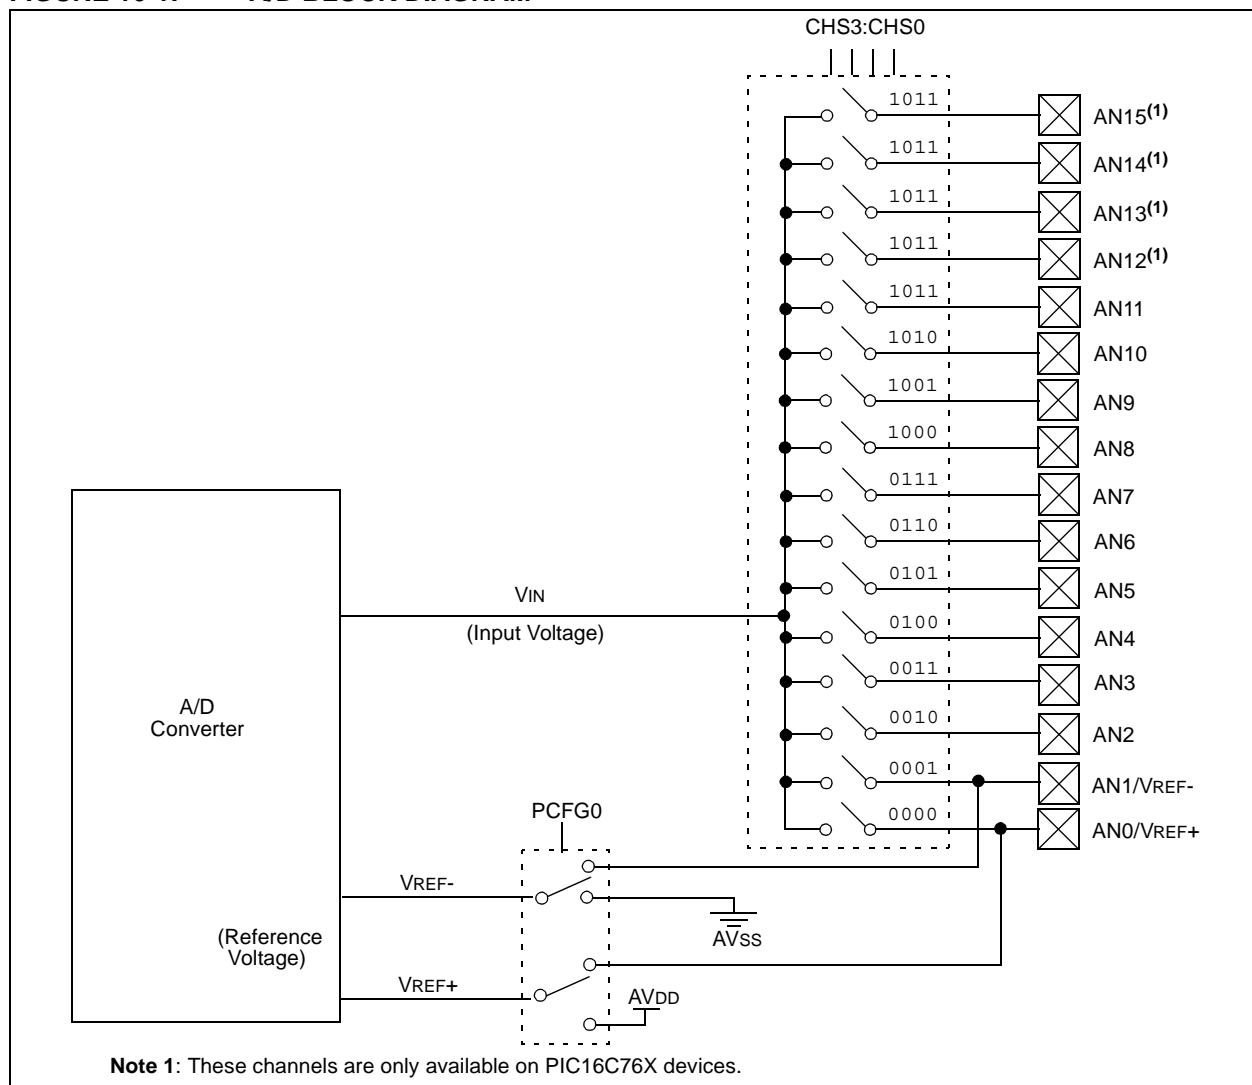 CHS3:CHS0
1011 AN15(1)
1011 AN14(1)
1011 AN13(1)
1011 AN12(1)
1011 AN11
1010 AN10
1001 AN9
1000 AN8
0111 AN7
0110 AN6
0101 AN5
0100 AN4
0011 AN3
0010 AN2
0001 AN1/VREF-
0000 AN0/VREF+
VIN
(Input Voltage)
A/D
Converter
PCFG0
VREF-
AVSS
(Reference
Voltage)
VREF+
AVDD
Note 1: These channels are only available on PIC16C76X devices.